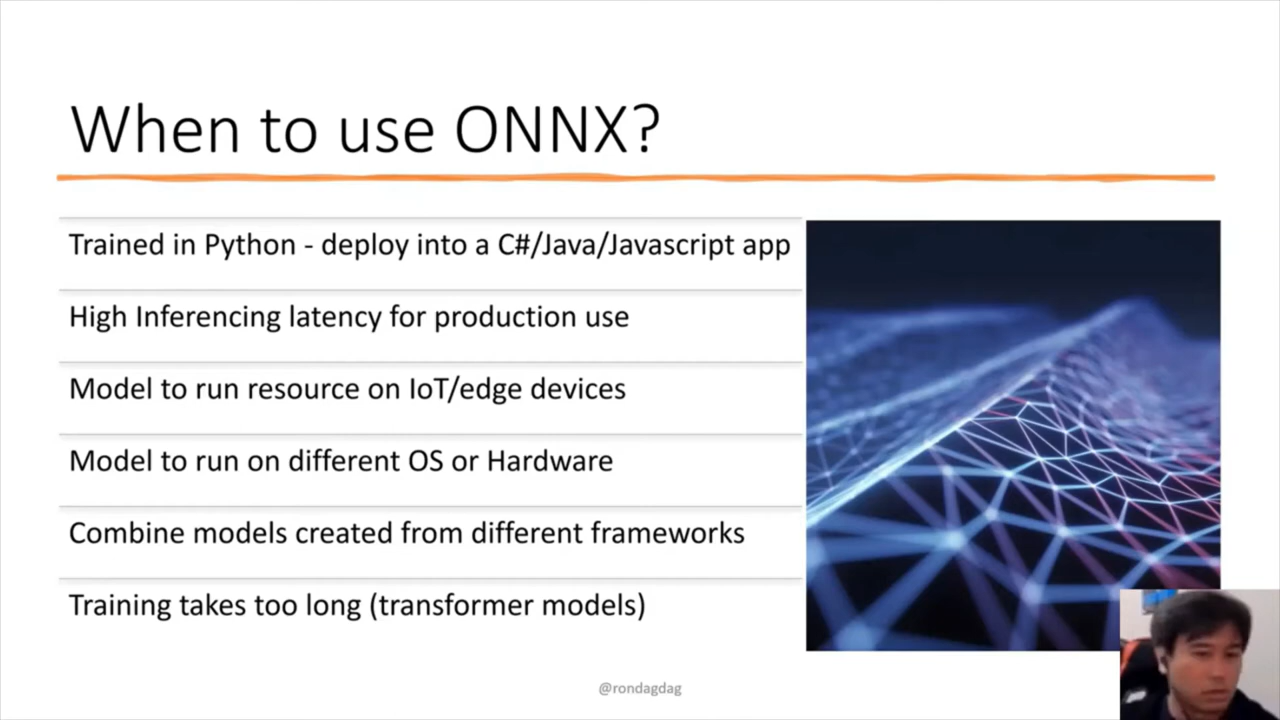 When to use ONNX?
Trained in Python - deploy into a C#/Java/Javascript app
High Inferencing latency for production use
Model to run resource on IoT/edge devices
Model to run on different OS or Hardware
Combine models created from different frameworks
Training takes too long (transformer models)
@rondagdag